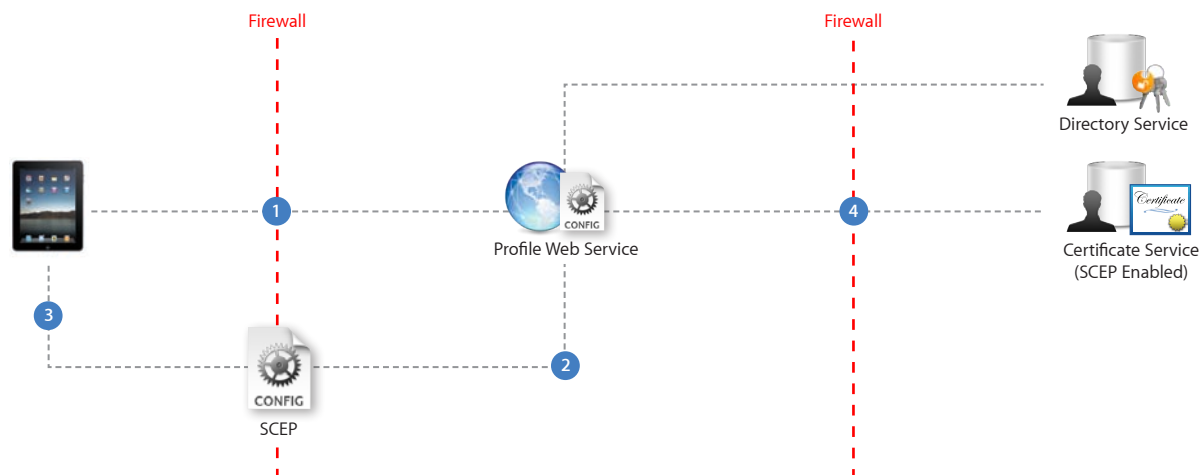 Firewall
Firewall
Directory Service
1
CONFIG
4
Certificate
Profile Web Service
Certificate Service
(SCEP Enabled)
3
2
CONFIG
SCEP